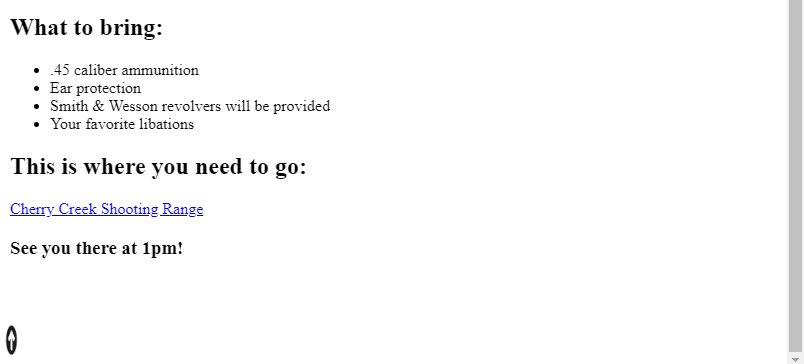 What to bring:
.45 caliber ammunition
Ear protection
Smith & Wesson revolvers will be provided
Your favorite libations
This is where you need to go:
Cherry Creek Shooting Range
See you there at 1pm!